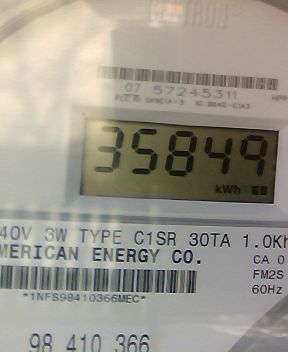 07 57245311
35849
kWh
40V 3W TYPE C1SR 30TA 1.0Kh
MERICAN ENERGY CO.
CA 0
FM2S
60Hz
*1NFS98410366MEC*
98 410 366